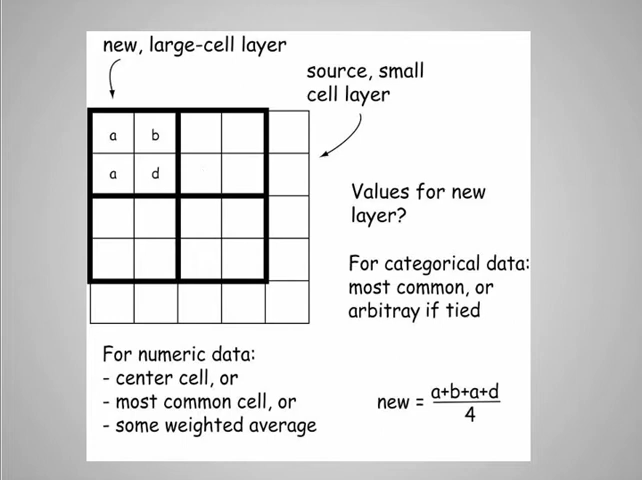 new, large-cell layer
source, small
cell layer
a b
a d
Values for new
layer?
For categorical data:
most common, or
arbitray if tied
For numeric data:
- center cell, or
- most common cell, or
- some weighted average
new = a+b+a+d
4